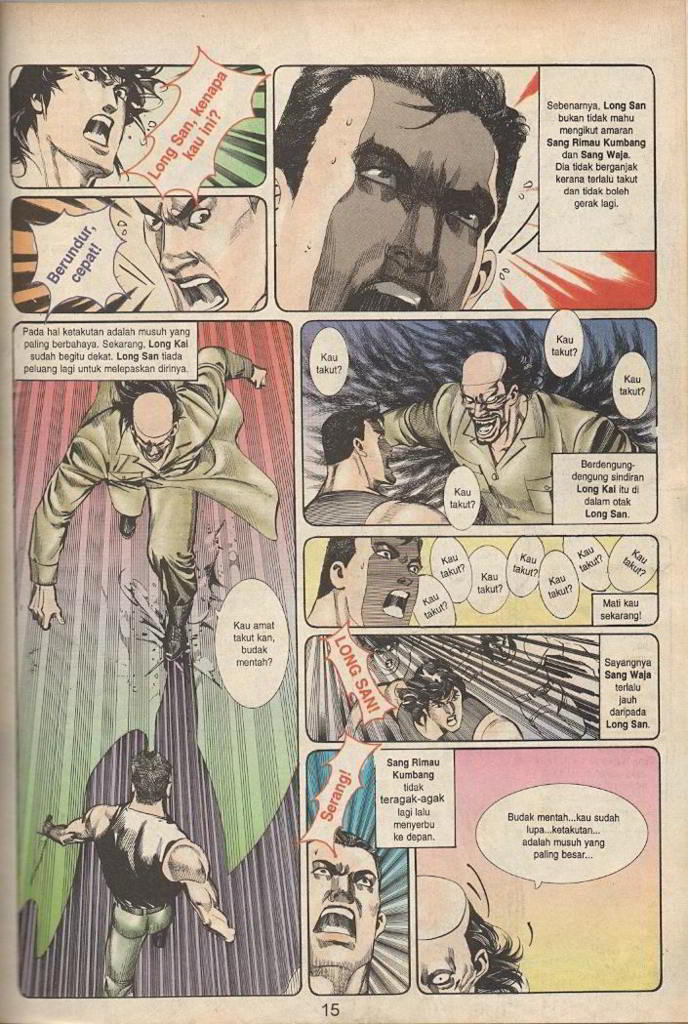 Long San, kenapa
kau ini?
Berundur,
cepat!
Sebenarnya, Long San
bukan tidak mahu
mengikut amaran
Sang Rimau Kumbang
dan Sang Waja.
Dia tidak berganjak
kerana terlalu takut
dan tidak boleh
gerak lagi.
Pada hal ketakutan adalah musuh yang
paling berbahaya. Sekarang, Long Kai
sudah begitu dekat. Long San tiada
peluang lagi untuk melepaskan dirinya.
Kau amat
takut kan,
budak
mentah?
Kau
takut?
Kau
takut?
Kau
takut?
Kau
takut?
Berdengung-
dengung sindiran
Long Kai itu di
dalam otak
Long San.
Kau
takut?
Kau
takut?
Kau
takut?
Kau
takut?
Kau
takut?
Kau
takut?
Kau
takut?
Mati kau
sekarang!
LONG SAN!
Sayangnya
Sang Waja
terlalu
jauh
daripada
Long San.
Serang!
Sang Rimau
Kumbang
tidak
teragak-agak
lagi lalu
menyerbu
ke depan.
Budak mentah...kau sudah
lupa...ketakutan...
adalah musuh yang
paling besar...
15